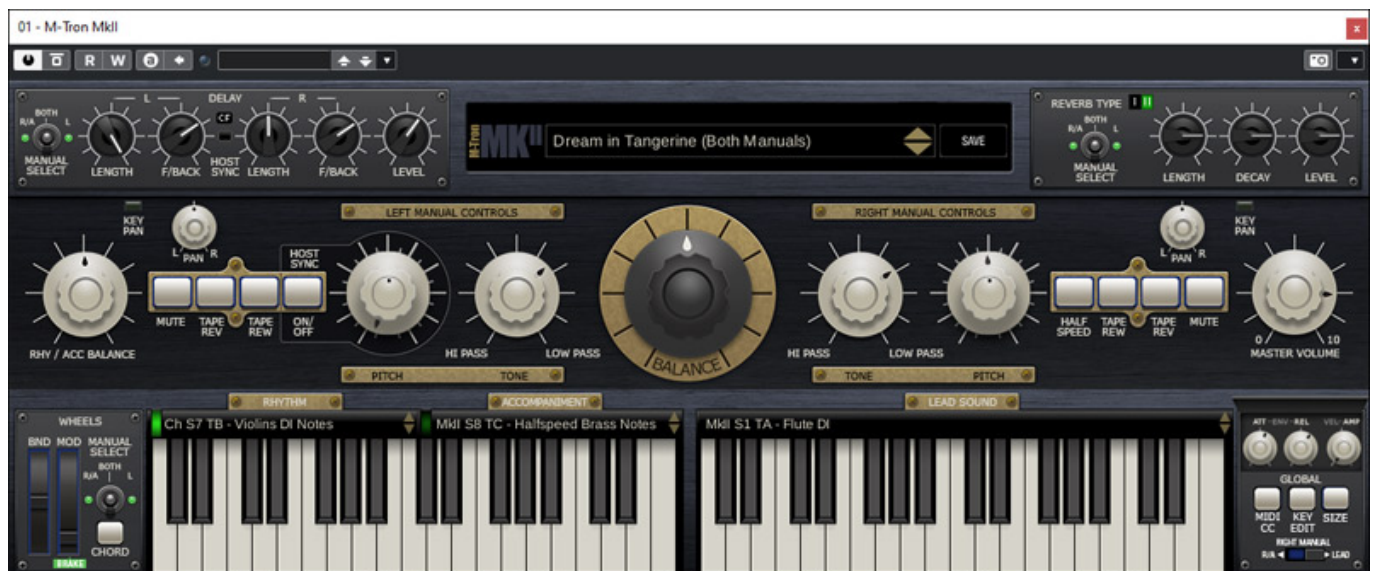 01 - M-Tron MkII
x
R W a
L DELAY R
BOTH
R/A L
CF
MANUAL
SELECT
LENGTH F/BACK HOST
SYNC LENGTH F/BACK LEVEL
M-Tron MKII
Dream in Tangerine (Both Manuals)
SAVE
REVERB TYPE I II
BOTH
R/A L
MANUAL
SELECT
LENGTH DECAY LEVEL
KEY
PAN
L PAN R
LEFT MANUAL CONTROLS
RIGHT MANUAL CONTROLS
L PAN R
KEY
PAN
HOST
SYNC
MUTE TAPE
REV TAPE
REW ON/
OFF
RHY / ACC BALANCE
HI PASS LOW PASS
PITCH TONE
BALANCE
HI PASS LOW PASS
TONE PITCH
HALF
SPEED TAPE
REW TAPE
REV MUTE
0 10
MASTER VOLUME
RHYTHM ACCOMPANIMENT LEAD SOUND
WHEELS
BND MOD MANUAL
SELECT
BOTH
R/A L
CHORD
BRAKE
Ch S7 TB - Violins DI Notes
MkII S8 TC - Halfspeed Brass Notes
MkII S1 TA - Flute DI
ATT -ENV- REL VEL- AMP
GLOBAL
MIDI
CC KEY
EDIT SIZE
RIGHT MANUAL
R/A LEAD